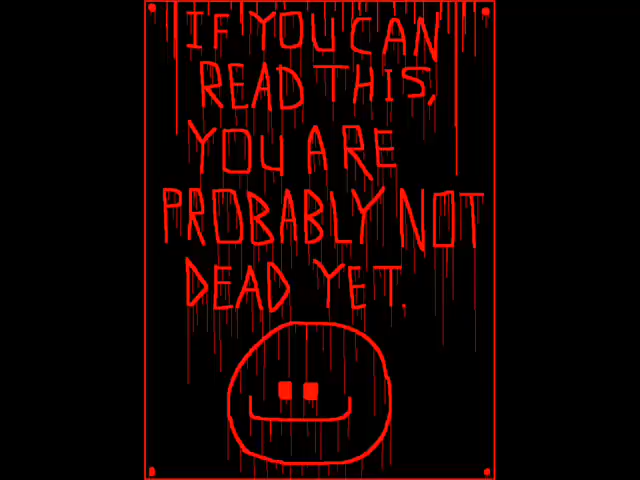 IF YOU CAN
READ THIS,
YOU ARE
PROBABLY NOT
DEAD YET.